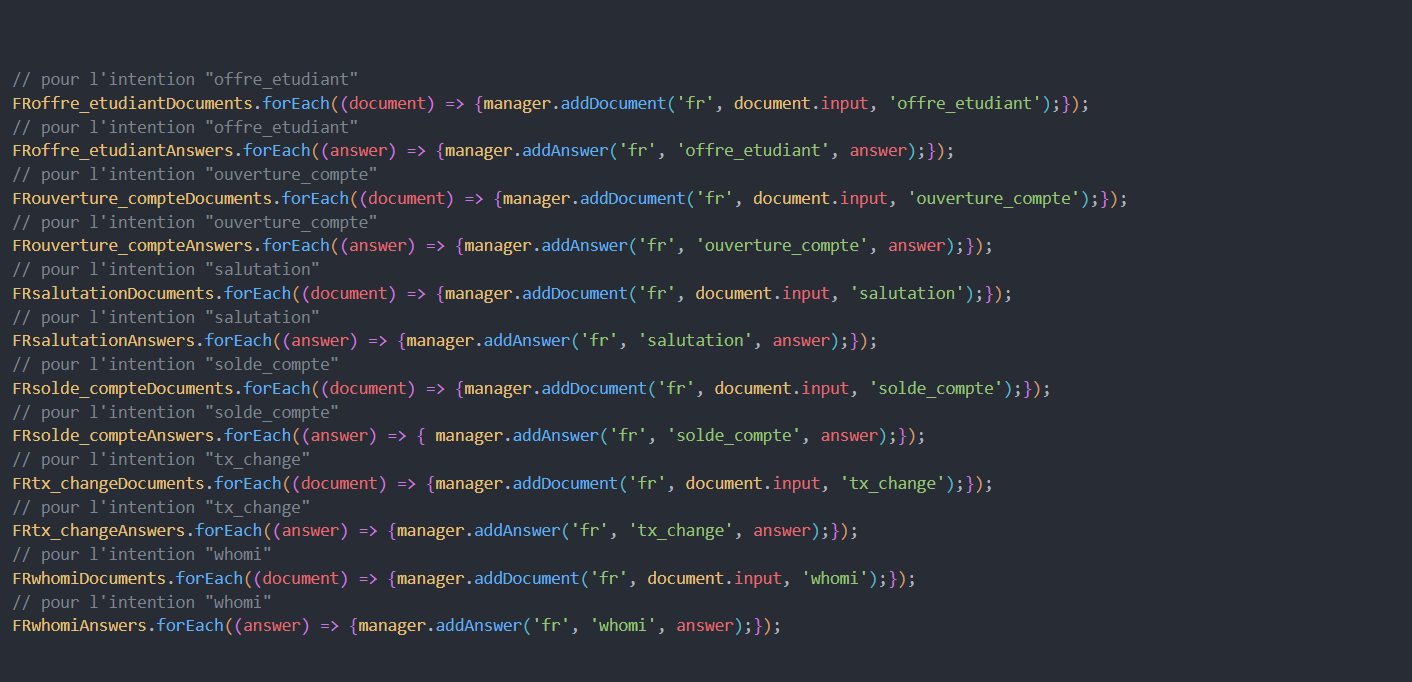 // pour l'intention "offre_etudiant"
FRoffre_etudiantDocuments.forEach((document) => {manager.addDocument('fr', document.input, 'offre_etudiant');});
// pour l'intention "offre_etudiant"
FRoffre_etudiantAnswers.forEach((answer) => {manager.addAnswer('fr', 'offre_etudiant', answer);});
// pour l'intention "ouverture_compte"
FRouverture_compteDocuments.forEach((document) => {manager.addDocument('fr', document.input, 'ouverture_compte');});
// pour l'intention "ouverture_compte"
FRouverture_compteAnswers.forEach((answer) => {manager.addAnswer('fr', 'ouverture_compte', answer);});
// pour l'intention "salutation"
FRsalutationDocuments.forEach((document) => {manager.addDocument('fr', document.input, 'salutation');});
// pour l'intention "salutation"
FRsalutationAnswers.forEach((answer) => {manager.addAnswer('fr', 'salutation', answer);});
// pour l'intention "solde_compte"
FRsolde_compteDocuments.forEach((document) => {manager.addDocument('fr', document.input, 'solde_compte');});
// pour l'intention "solde_compte"
FRsolde_compteAnswers.forEach((answer) => { manager.addAnswer('fr', 'solde_compte', answer);});
// pour l'intention "tx_change"
FRtx_changeDocuments.forEach((document) => {manager.addDocument('fr', document.input, 'tx_change');});
// pour l'intention "tx_change"
FRtx_changeAnswers.forEach((answer) => {manager.addAnswer('fr', 'tx_change', answer);});
// pour l'intention "whomi"
FRwhomiDocuments.forEach((document) => {manager.addDocument('fr', document.input, 'whomi');});
// pour l'intention "whomi"
FRwhomiAnswers.forEach((answer) => {manager.addAnswer('fr', 'whomi', answer);});